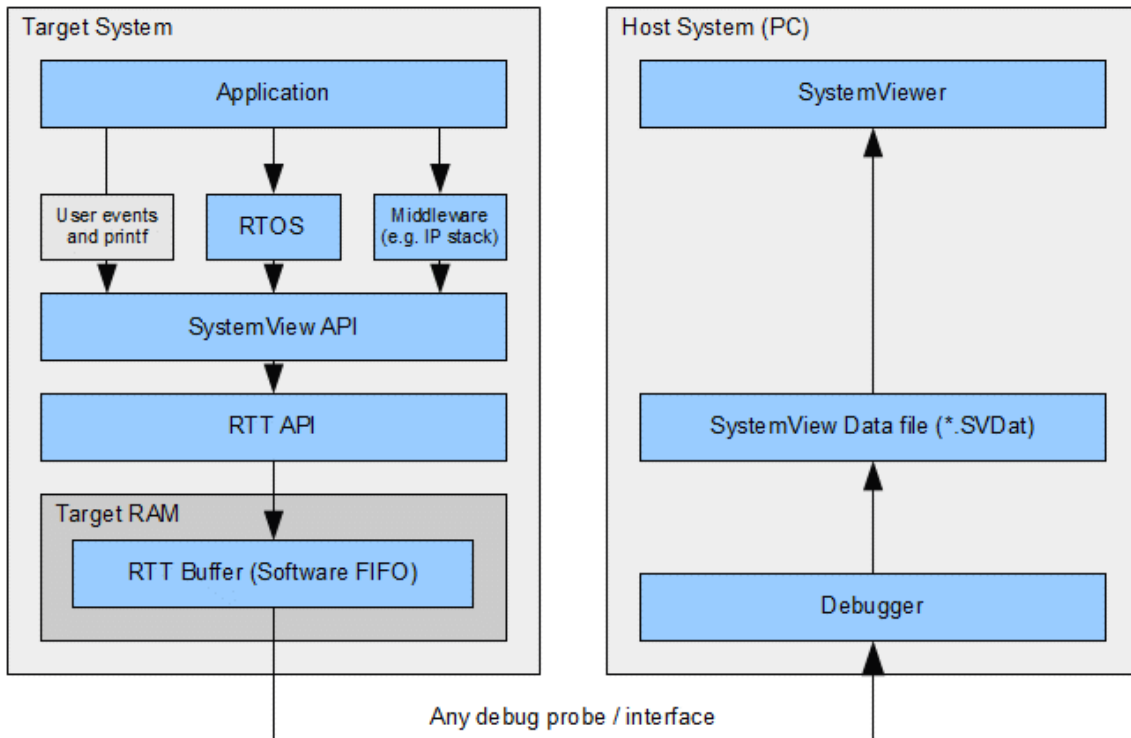 Target System
Application
User events
and printf
RTOS
Middleware
(e.g. IP stack)
SystemView API
RTT API
Target RAM
RTT Buffer (Software FIFO)
Host System (PC)
SystemViewer
SystemView Data file (*.SVDat)
Debugger
Any debug probe / interface